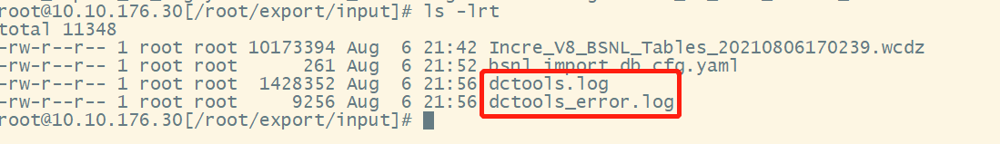 root@10.10.176.30[/root/export/input]# ls -lrt
total 11348
-rw-r--r-- 1 root root 10173394 Aug  6 21:42 Incre_V8_BSNL_Tables_20210806170239.wcdz
-rw-r--r-- 1 root root      261 Aug  6 21:52 bsnl_import_db_cfg.yaml
-rw-r--r-- 1 root root  1428352 Aug  6 21:56 dctools.log
-rw-r--r-- 1 root root     9256 Aug  6 21:56 dctools_error.log
root@10.10.176.30[/root/export/input]#